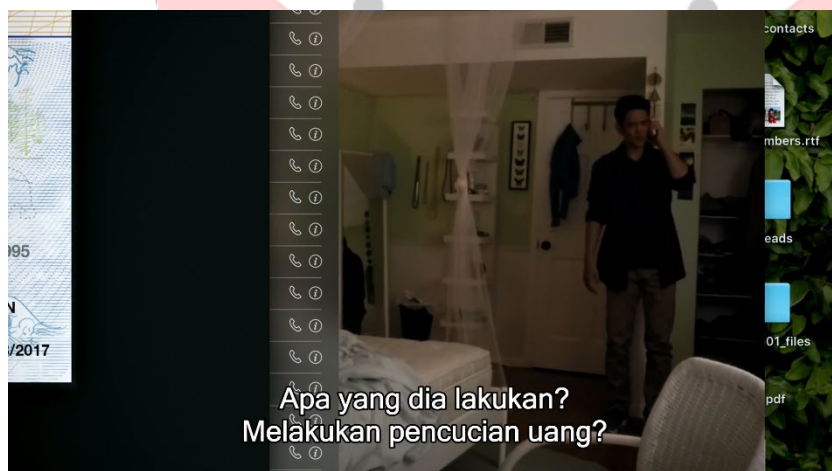 contacts
mbers.rtf
995
eads
N
/2017
01_files
pdf
Apa yang dia lakukan?
Melakukan pencucian uang?